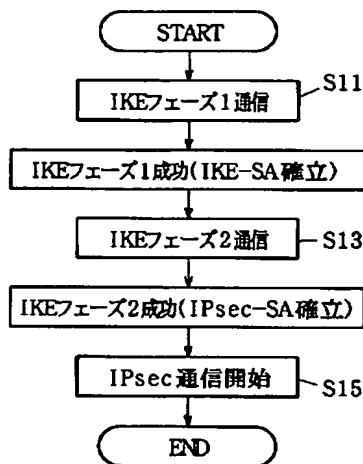 START
IKEフェーズ1通信
S11
IKEフェーズ1成功(IKE-SA確立)
IKEフェーズ2通信
S13
IKEフェーズ2成功(IPsec-SA確立)
IPsec通信開始
S15
END